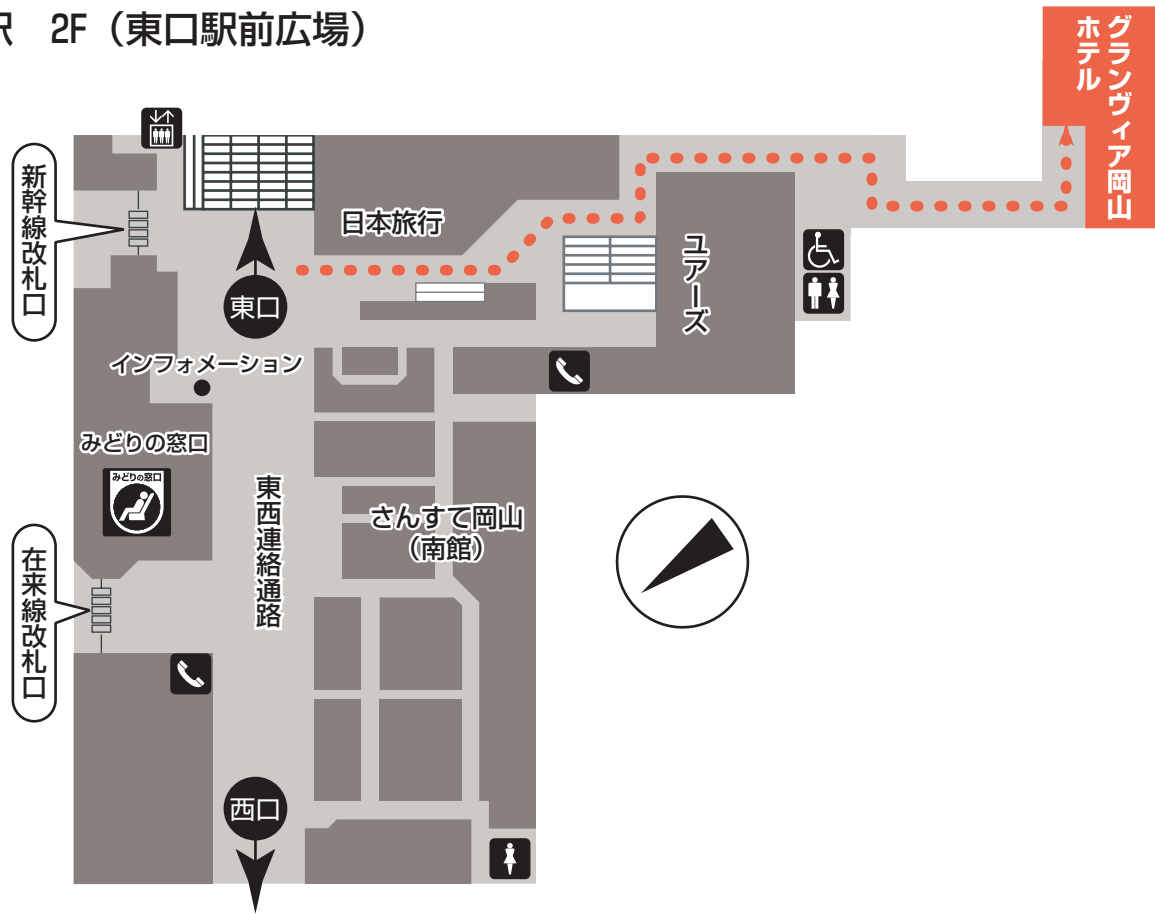 駅 2F（東口駅前広場）
ホテル
グランヴィア岡山
新幹線改札口
日本旅行
ユアーズ
東口
インフォメーション
みどりの窓口
みどりの窓口
東西連絡通路
さんすて岡山
（南館）
在来線改札口
西口